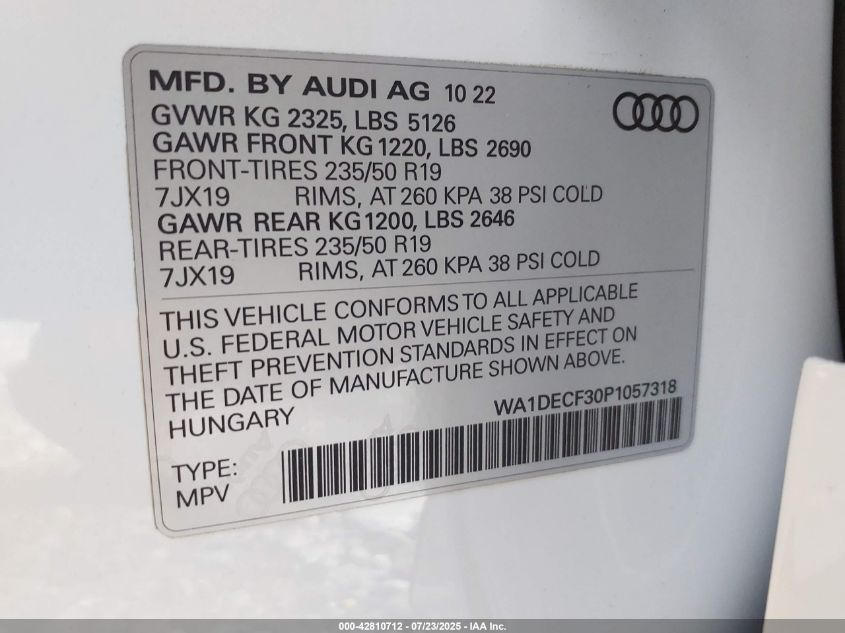 MFD. BY AUDI AG 10 22
GVWR KG 2325, LBS 5126
GAWR FRONT KG 1220, LBS 2690
FRONT-TIRES 235/50 R19
7JX19 RIMS, AT 260 KPA 38 PSI COLD
GAWR REAR KG 1200, LBS 2646
REAR-TIRES 235/50 R19
7JX19 RIMS, AT 260 KPA 38 PSI COLD
THIS VEHICLE CONFORMS TO ALL APPLICABLE
U.S. FEDERAL MOTOR VEHICLE SAFETY AND
THEFT PREVENTION STANDARDS IN EFFECT ON
THE DATE OF MANUFACTURE SHOWN ABOVE.
HUNGARY
WA1DECF30P1057318
TYPE:
MPV
000-42810712 - 07/23/2025 - IAA Inc.